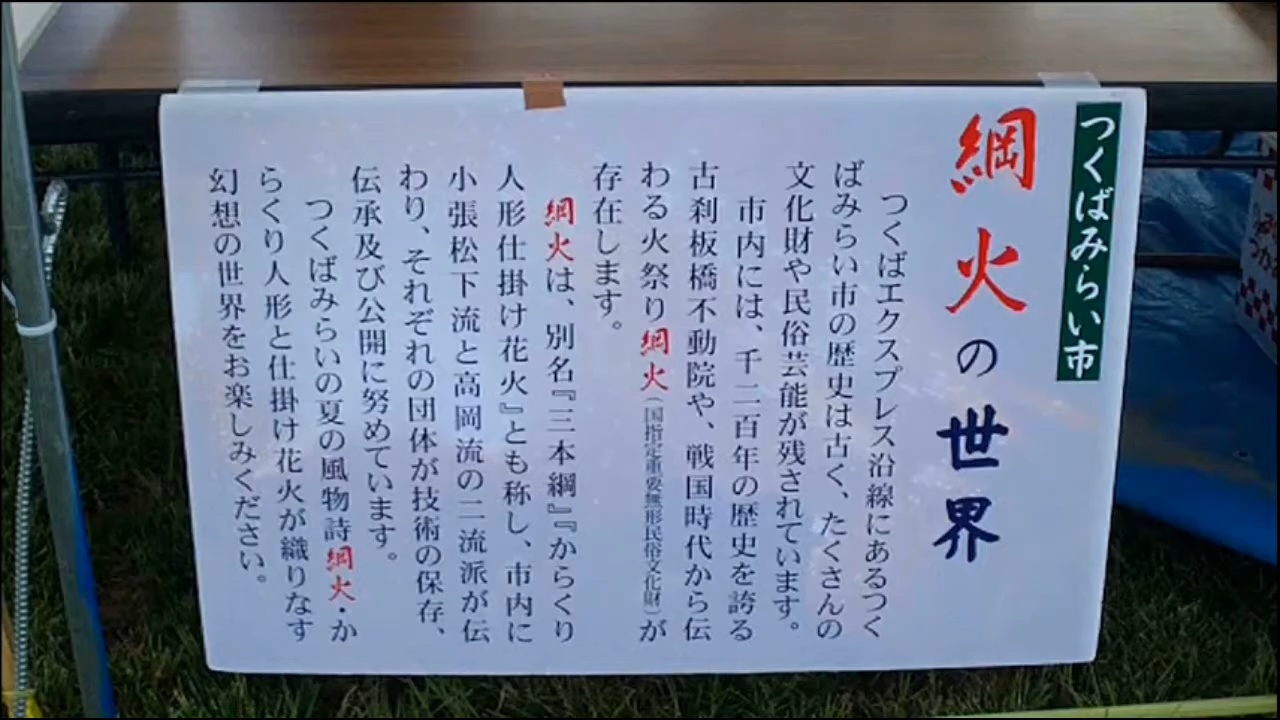 つくばみらい市
綱火の世界
つくばエクスプレス沿線にあるつく
ばみらい市の歴史は古く、たくさんの
文化財や民俗芸能が残されています。
市内には、千二百年の歴史を誇る
古刹板橋不動院や、戦国時代から伝
わる火祭り綱火(国指定重要無形民俗文化財)が
存在します。
綱火は、別名『三本綱』『からくり
人形仕掛け花火』とも称し、市内に
小張松下流と高岡流の二流派が伝
わり、それぞれの団体が技術の保存、
伝承及び公開に努めています。
つくばみらいの夏の風物詩綱火・か
らくり人形と仕掛け花火が織りなす
幻想の世界をお楽しみください。